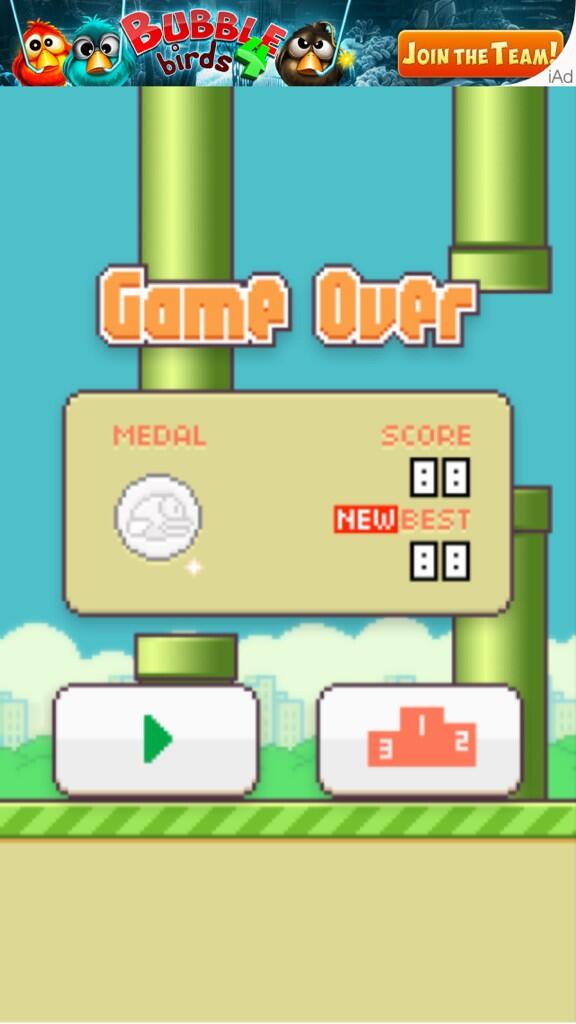 BUBBLE
birds 4
JOIN THE TEAM!
iAd
Game Over
MEDAL
SCORE
88
NEW BEST
88
1
3 2